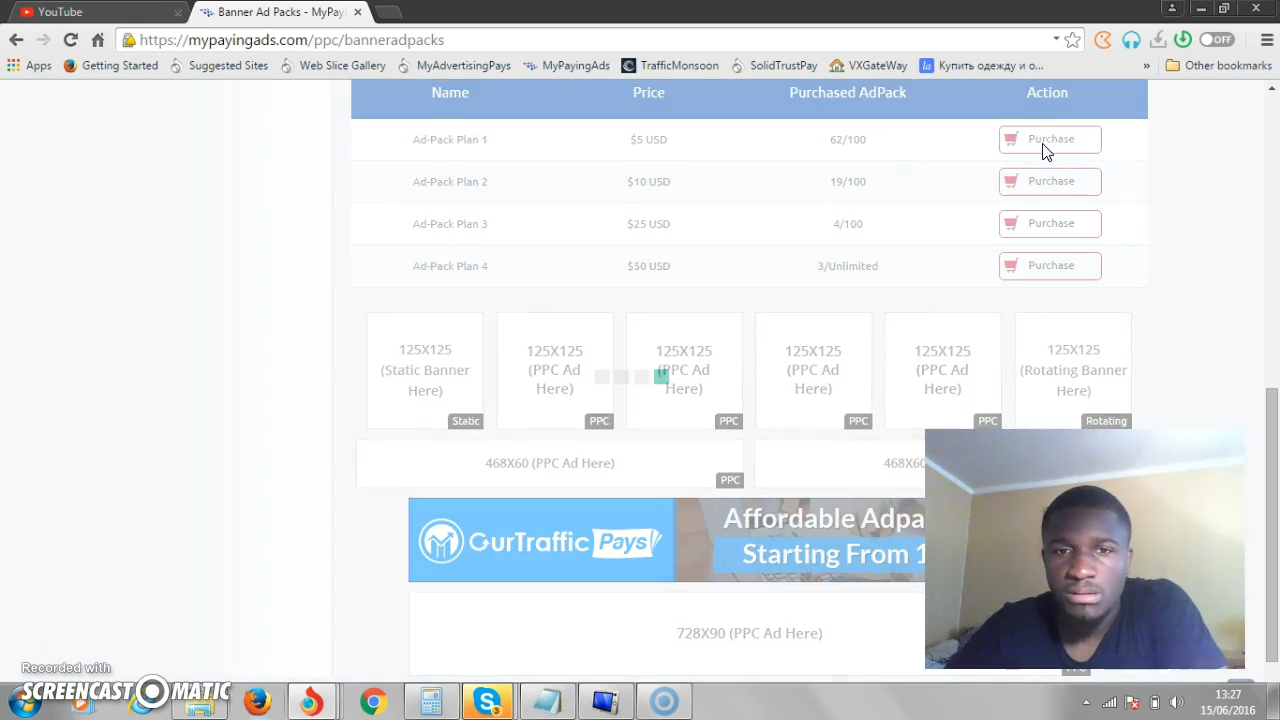 YouTube
Banner Ad Packs - MyPayi
https://mypayingads.com/ppc/banneradpacks
OFF
Apps
Getting Started
Suggested Sites
Web Slice Gallery
MyAdvertisingPays
MyPayingAds
TrafficMonsoon
SolidTrustPay
VXGateWay
la
Купить одежду и о...
»
Other bookmarks
Name Price Purchased AdPack Action
Ad-Pack Plan 1 $5 USD 62/100 Purchase
Ad-Pack Plan 2 $10 USD 19/100 Purchase
Ad-Pack Plan 3 $25 USD 4/100 Purchase
Ad-Pack Plan 4 $50 USD 3/Unlimited Purchase
125X125
(Static Banner
Here)
Static
125X125
(PPC Ad
Here)
PPC
125X125
(PPC Ad
Here)
PPC
125X125
(PPC Ad
Here)
PPC
125X125
(PPC Ad
Here)
PPC
125X125
(Rotating Banner
Here)
Rotating
468X60 (PPC Ad Here)
PPC
468X60
OurTraffic Pays
Affordable Adpa
Starting From 1
728X90 (PPC Ad Here)
Recorded with
SCREENCAST MATIC
3
13:27
15/06/2016